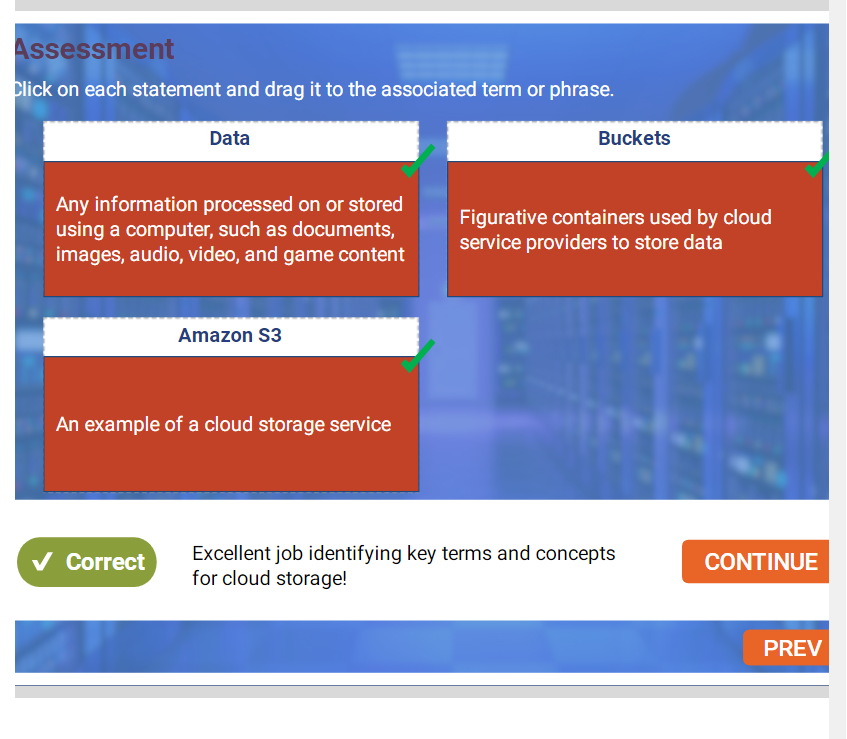 Assessment
Click on each statement and drag it to the associated term or phrase.
Data
Any information processed on or stored
using a computer, such as documents,
images, audio, video, and game content
Buckets
Figurative containers used by cloud
service providers to store data
Amazon S3
An example of a cloud storage service
Correct
Excellent job identifying key terms and concepts
for cloud storage!
CONTINUE
PREV